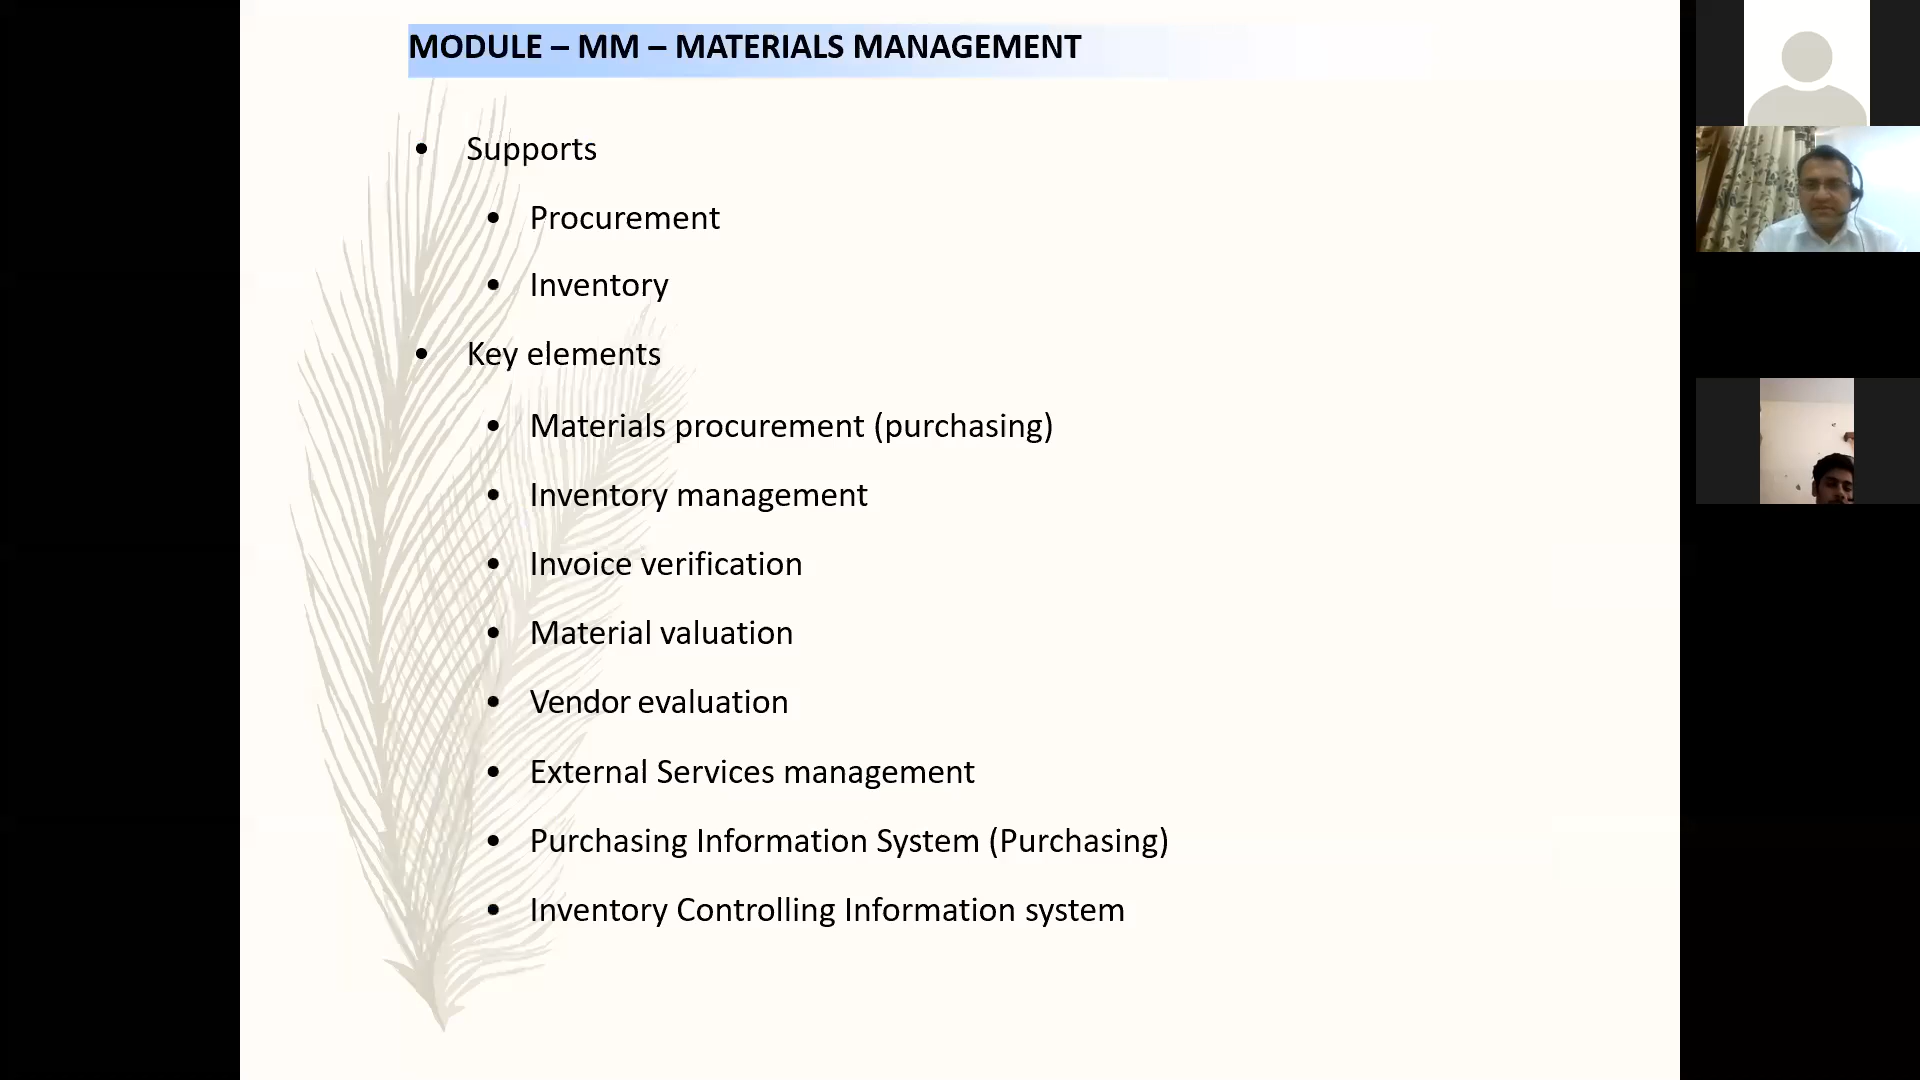 MODULE – MM – MATERIALS MANAGEMENT
• Supports
• Procurement
• Inventory
• Key elements
• Materials procurement (purchasing)
• Inventory management
• Invoice verification
• Material valuation
• Vendor evaluation
• External Services management
• Purchasing Information System (Purchasing)
• Inventory Controlling Information system